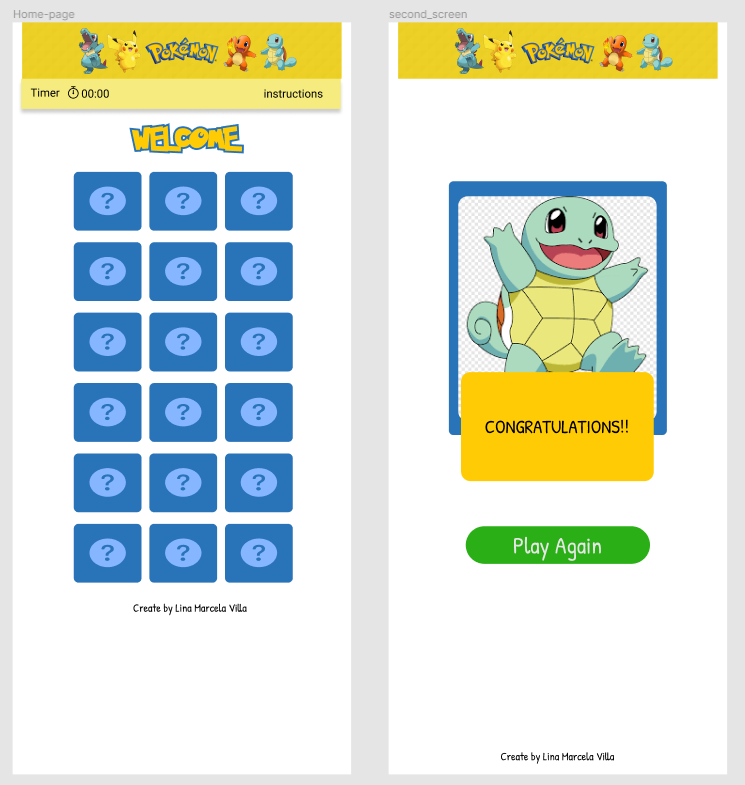 Home-page
POKéMON
Timer 00:00
instructions
WELCOME
? ? ?
? ? ?
? ? ?
? ? ?
? ? ?
? ? ?
Create by Lina Marcela Villa
second_screen
POKéMON
CONGRATULATIONS!!
Play Again
Create by Lina Marcela Villa